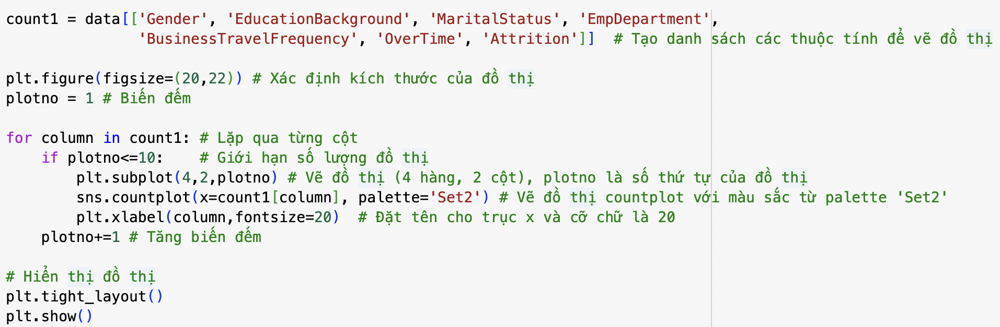 count1 = data[['Gender', 'EducationBackground', 'MaritalStatus', 'EmpDepartment',
               'BusinessTravelFrequency', 'OverTime', 'Attrition']]  # Tạo danh sách các thuộc tính để vẽ đồ thị

plt.figure(figsize=(20,22)) # Xác định kích thước của đồ thị
plotno = 1 # Biến đếm

for column in count1: # Lặp qua từng cột
    if plotno<=10:    # Giới hạn số lượng đồ thị
        plt.subplot(4,2,plotno) # Vẽ đồ thị (4 hàng, 2 cột), plotno là số thứ tự của đồ thị
        sns.countplot(x=count1[column], palette='Set2') # Vẽ đồ thị countplot với màu sắc từ palette 'Set2'
        plt.xlabel(column,fontsize=20)  # Đặt tên cho trục x và cỡ chữ là 20
    plotno+=1 # Tăng biến đếm

# Hiển thị đồ thị
plt.tight_layout()
plt.show()